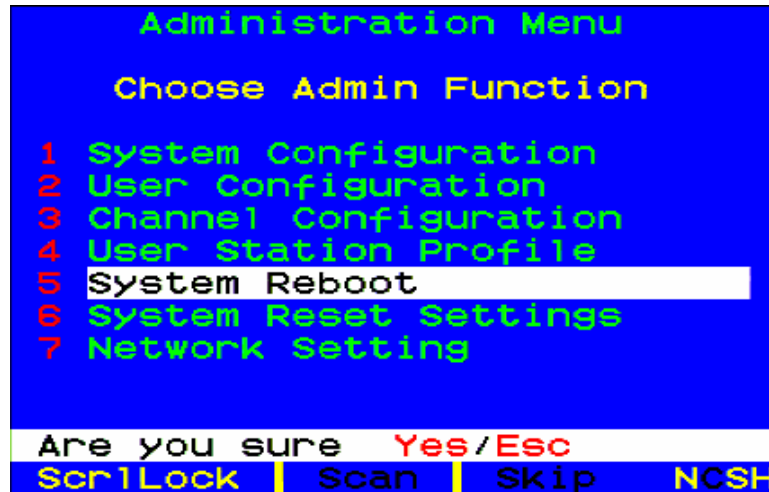 Administration Menu
Choose Admin Function
1 System Configuration
2 User Configuration
3 Channel Configuration
4 User Station Profile
5 System Reboot
6 System Reset Settings
7 Network Setting
Are you sure Yes/Esc
ScrlLock Scan Skip NCSH